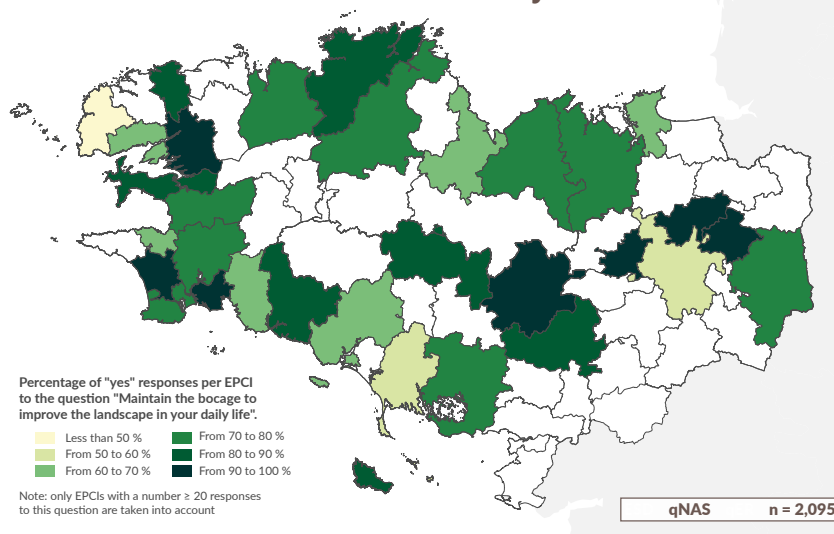 Percentage of "yes" responses per EPCI
to the question "Maintain the bocage to
improve the landscape in your daily life".
Less than 50 %
From 50 to 60 %
From 60 to 70 %
From 70 to 80 %
From 80 to 90 %
From 90 to 100 %
Note: only EPCIs with a number ≥ 20 responses
to this question are taken into account
qNAS n = 2,095